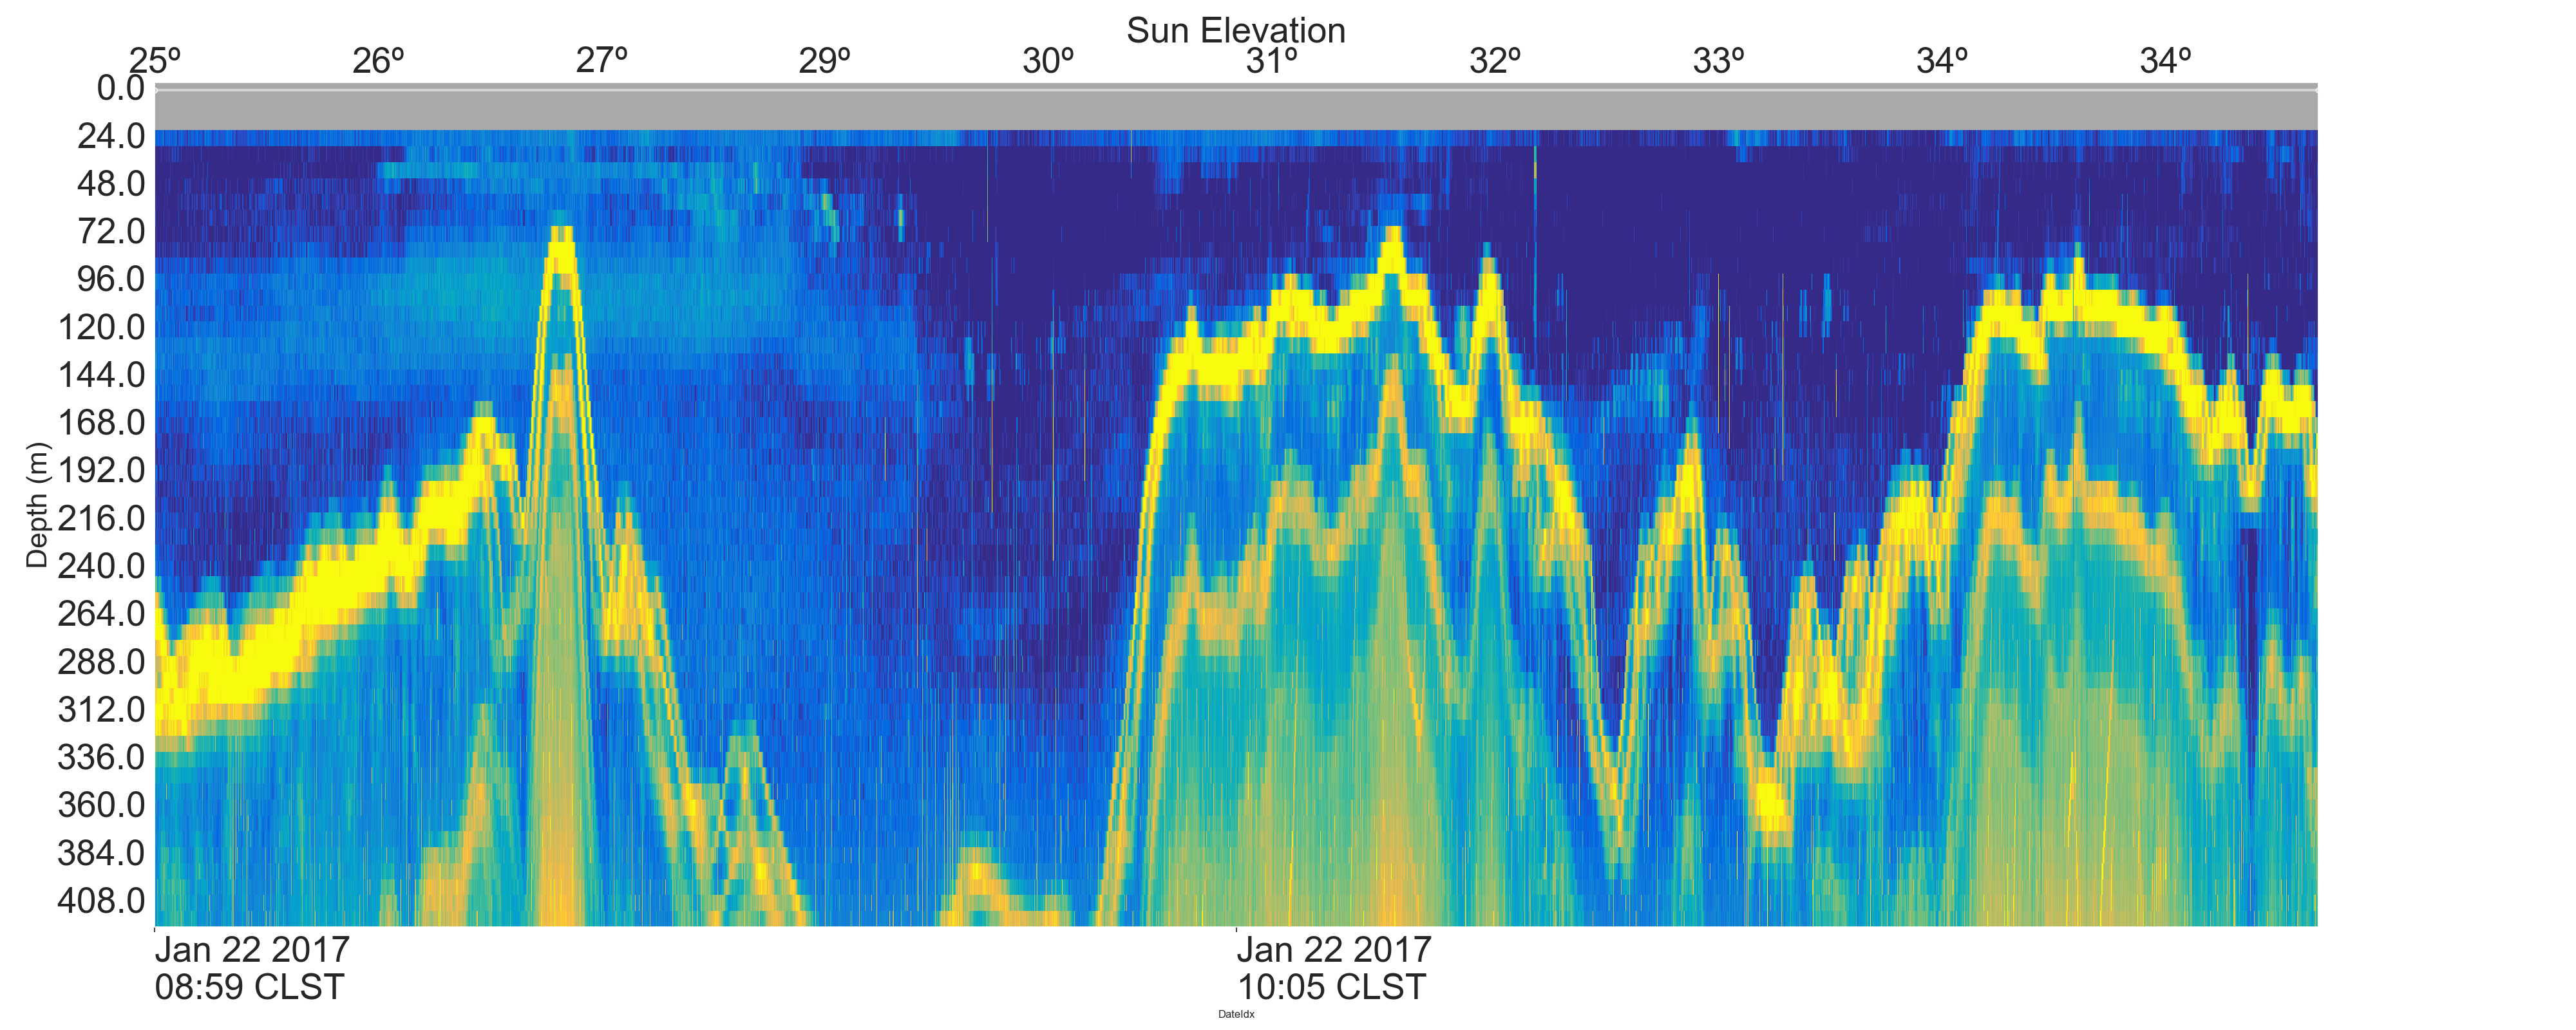 Sun Elevation
25º 26º 27º 29º 30º 31º 32º 33º 34º 34º
0.0
24.0
48.0
72.0
96.0
120.0
144.0
168.0
192.0
216.0
240.0
264.0
288.0
312.0
336.0
360.0
384.0
408.0
Depth (m)
Jan 22 2017
08:59 CLST
Jan 22 2017
10:05 CLST
DateIdx